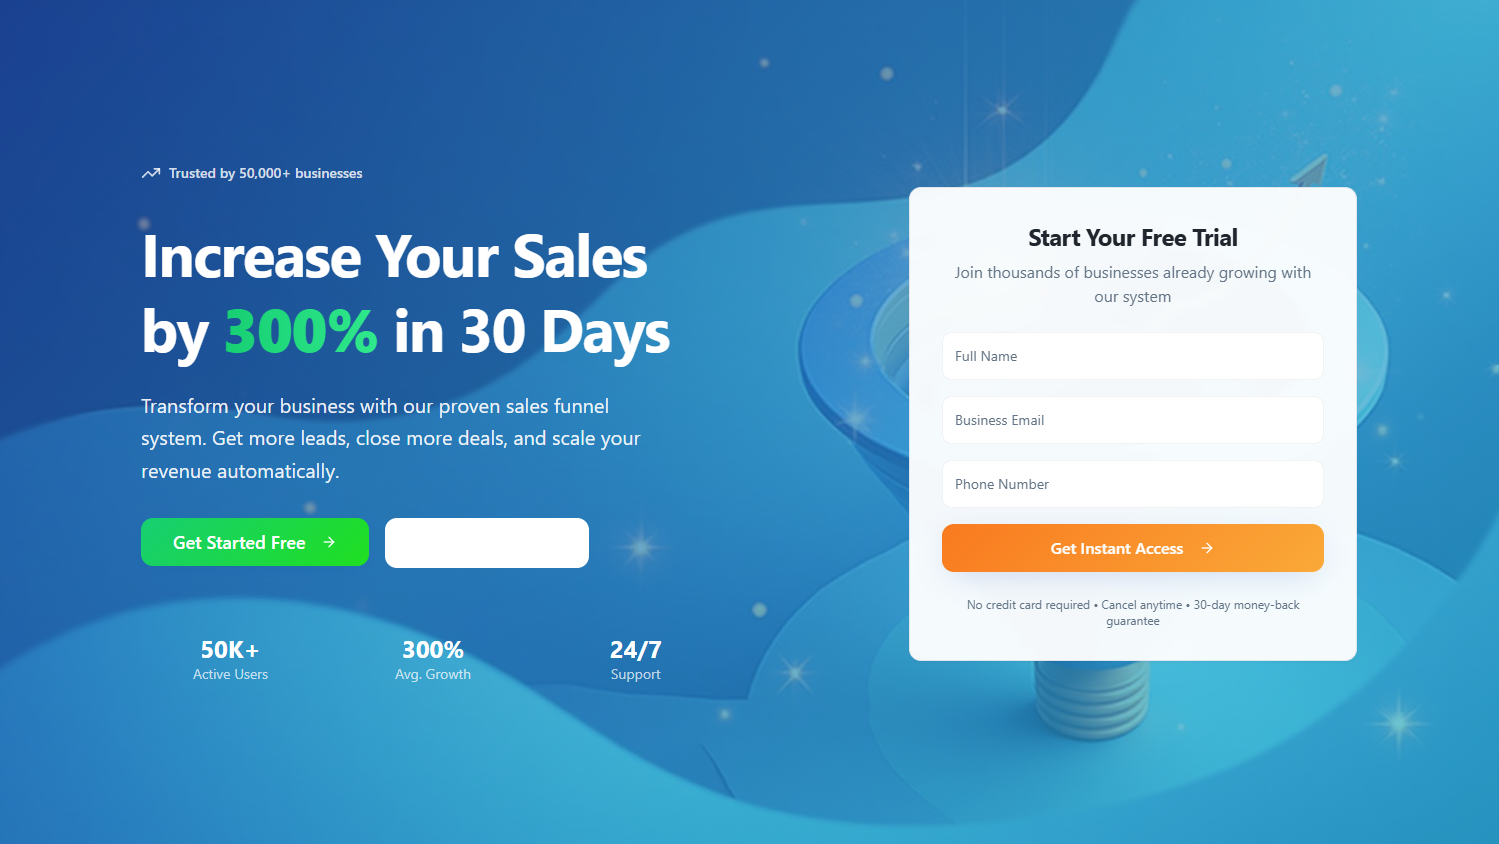 Trusted by 50,000+ businesses
Increase Your Sales
by 300% in 30 Days
Transform your business with our proven sales funnel
system. Get more leads, close more deals, and scale your
revenue automatically.
Get Started Free
50K+
Active Users
300%
Avg. Growth
24/7
Support
Start Your Free Trial
Join thousands of businesses already growing with
our system
Full Name
Business Email
Phone Number
Get Instant Access
No credit card required • Cancel anytime • 30-day money-back
guarantee